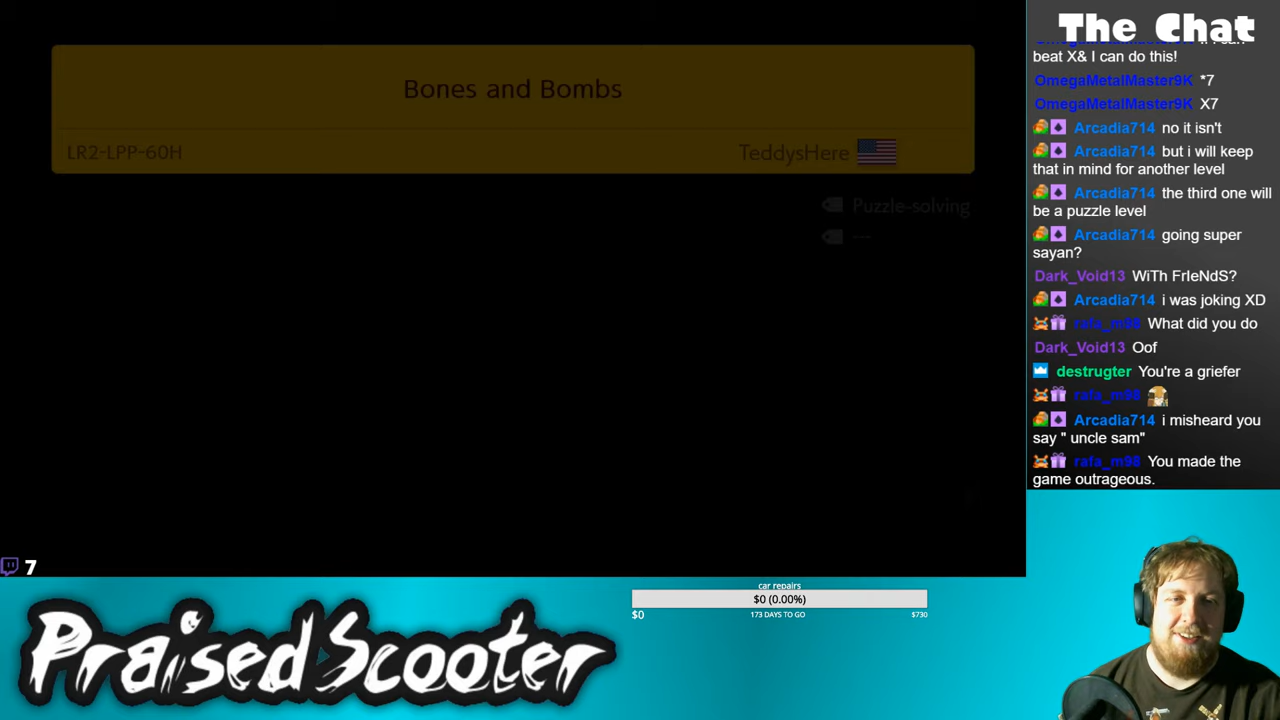 Bones and Bombs
LR2-LPP-60H
TeddysHere
Puzzle-solving
---
7
PraisedScooter
car repairs
$0 (0.00%)
$0
173 DAYS TO GO
$730
The Chat
beat X& I can do this!
OmegaMetalMaster9K *7
OmegaMetalMaster9K X7
Arcadia714 no it isn't
Arcadia714 but i will keep
that in mind for another level
Arcadia714 the third one will
be a puzzle level
Arcadia714 going super
sayan?
Dark_Void13 WiTh FrIeNdS?
Arcadia714 i was joking XD
rafa_m98 What did you do
Dark_Void13 Oof
destrugter You're a griefer
rafa_m98
Arcadia714 i misheard you
say " uncle sam"
rafa_m98 You made the
game outrageous.